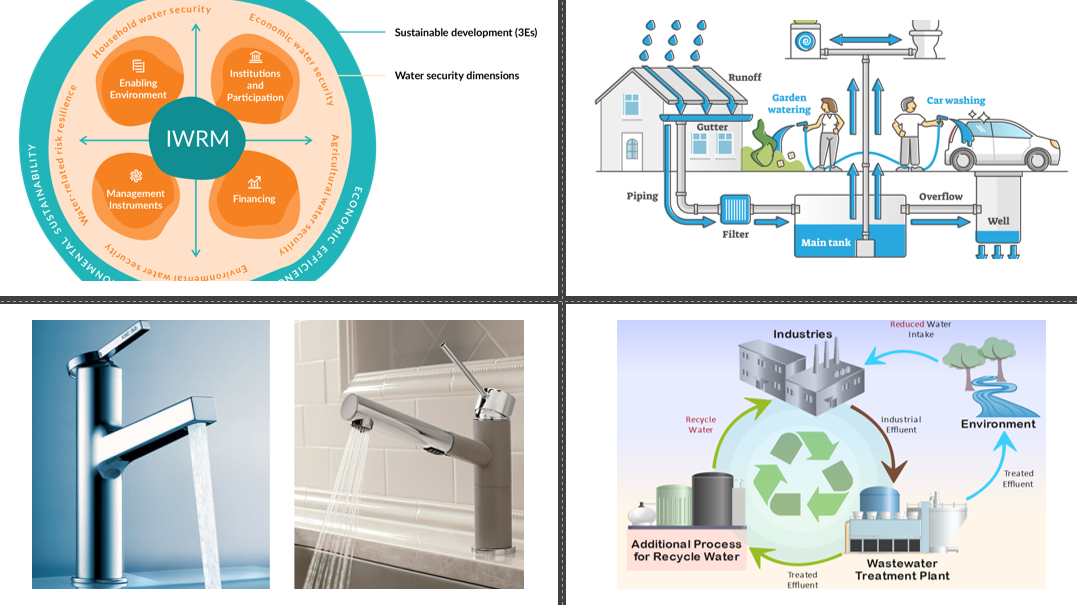 Household water security
Economic water security
Sustainable development (3Es)
Water security dimensions
Enabling
Environment
Institutions
and
Participation
IWRM
Water-related risk resilience
Agricultural water security
Management
Instruments
Financing
Environmental water security
ECONOMIC EFFICIEN
NMENTAL SUSTAINABILITY
Runoff
Garden
watering
Car washing
Gutter
Piping
Filter
Overflow
Main tank
Well
Industries
Reduced Water
Intake
Recycle
Water
Industrial
Effluent
Environment
Treated
Effluent
Additional Process
for Recycle Water
Wastewater
Treatment Plant
Treated
Effluent